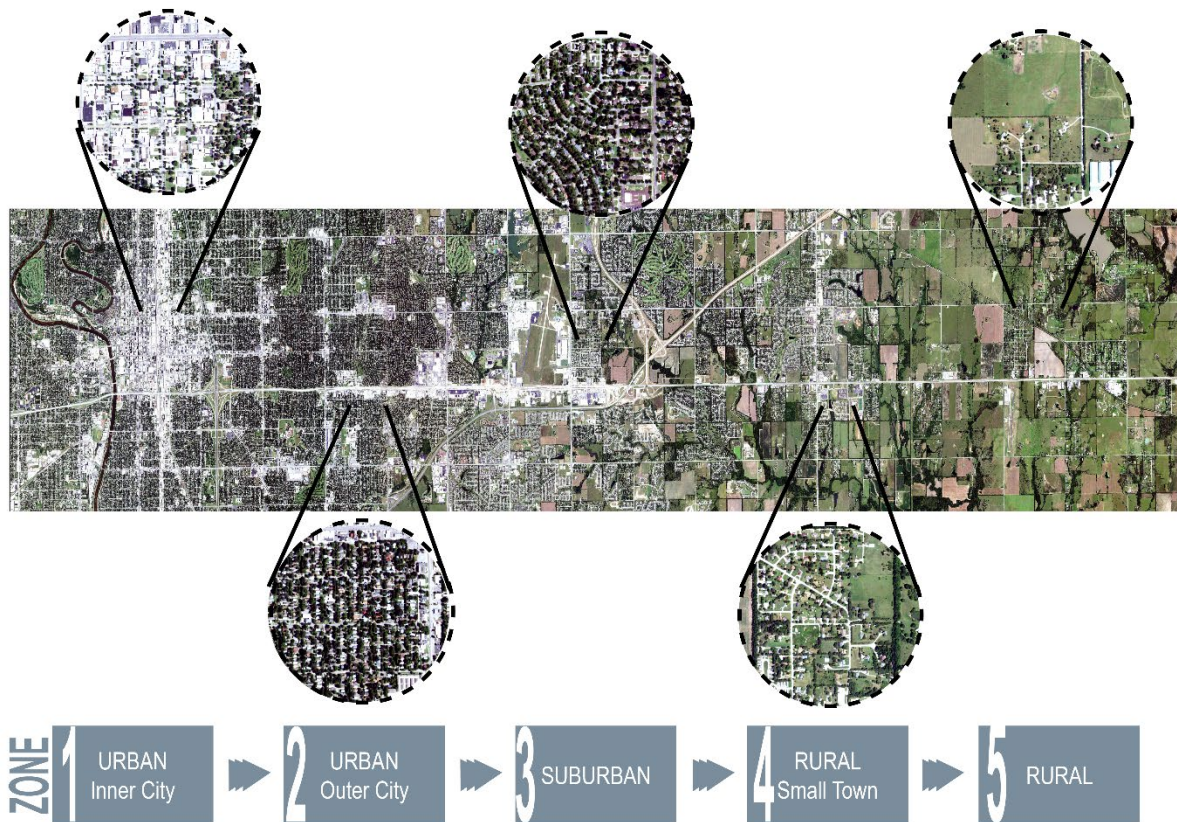 ZONE
1
URBAN
Inner City
2
URBAN
Outer City
3
SUBURBAN
4
RURAL
Small Town
5
RURAL